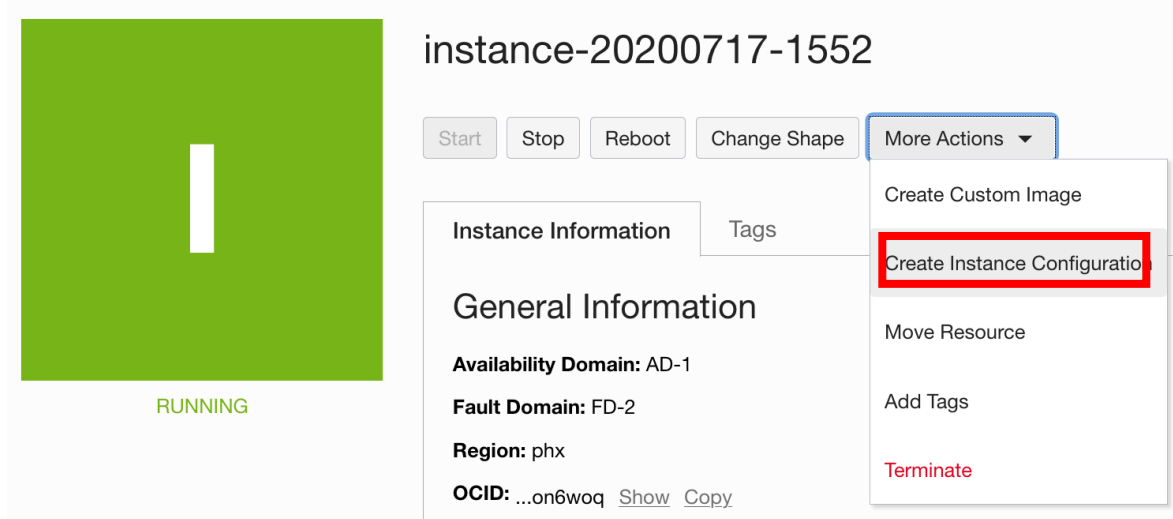 I
RUNNING
instance-20200717-1552
Start Stop Reboot Change Shape More Actions
Create Custom Image
Create Instance Configuration
Move Resource
Add Tags
Terminate
Instance Information Tags
General Information
Availability Domain: AD-1
Fault Domain: FD-2
Region: phx
OCID: ...on6woq Show Copy